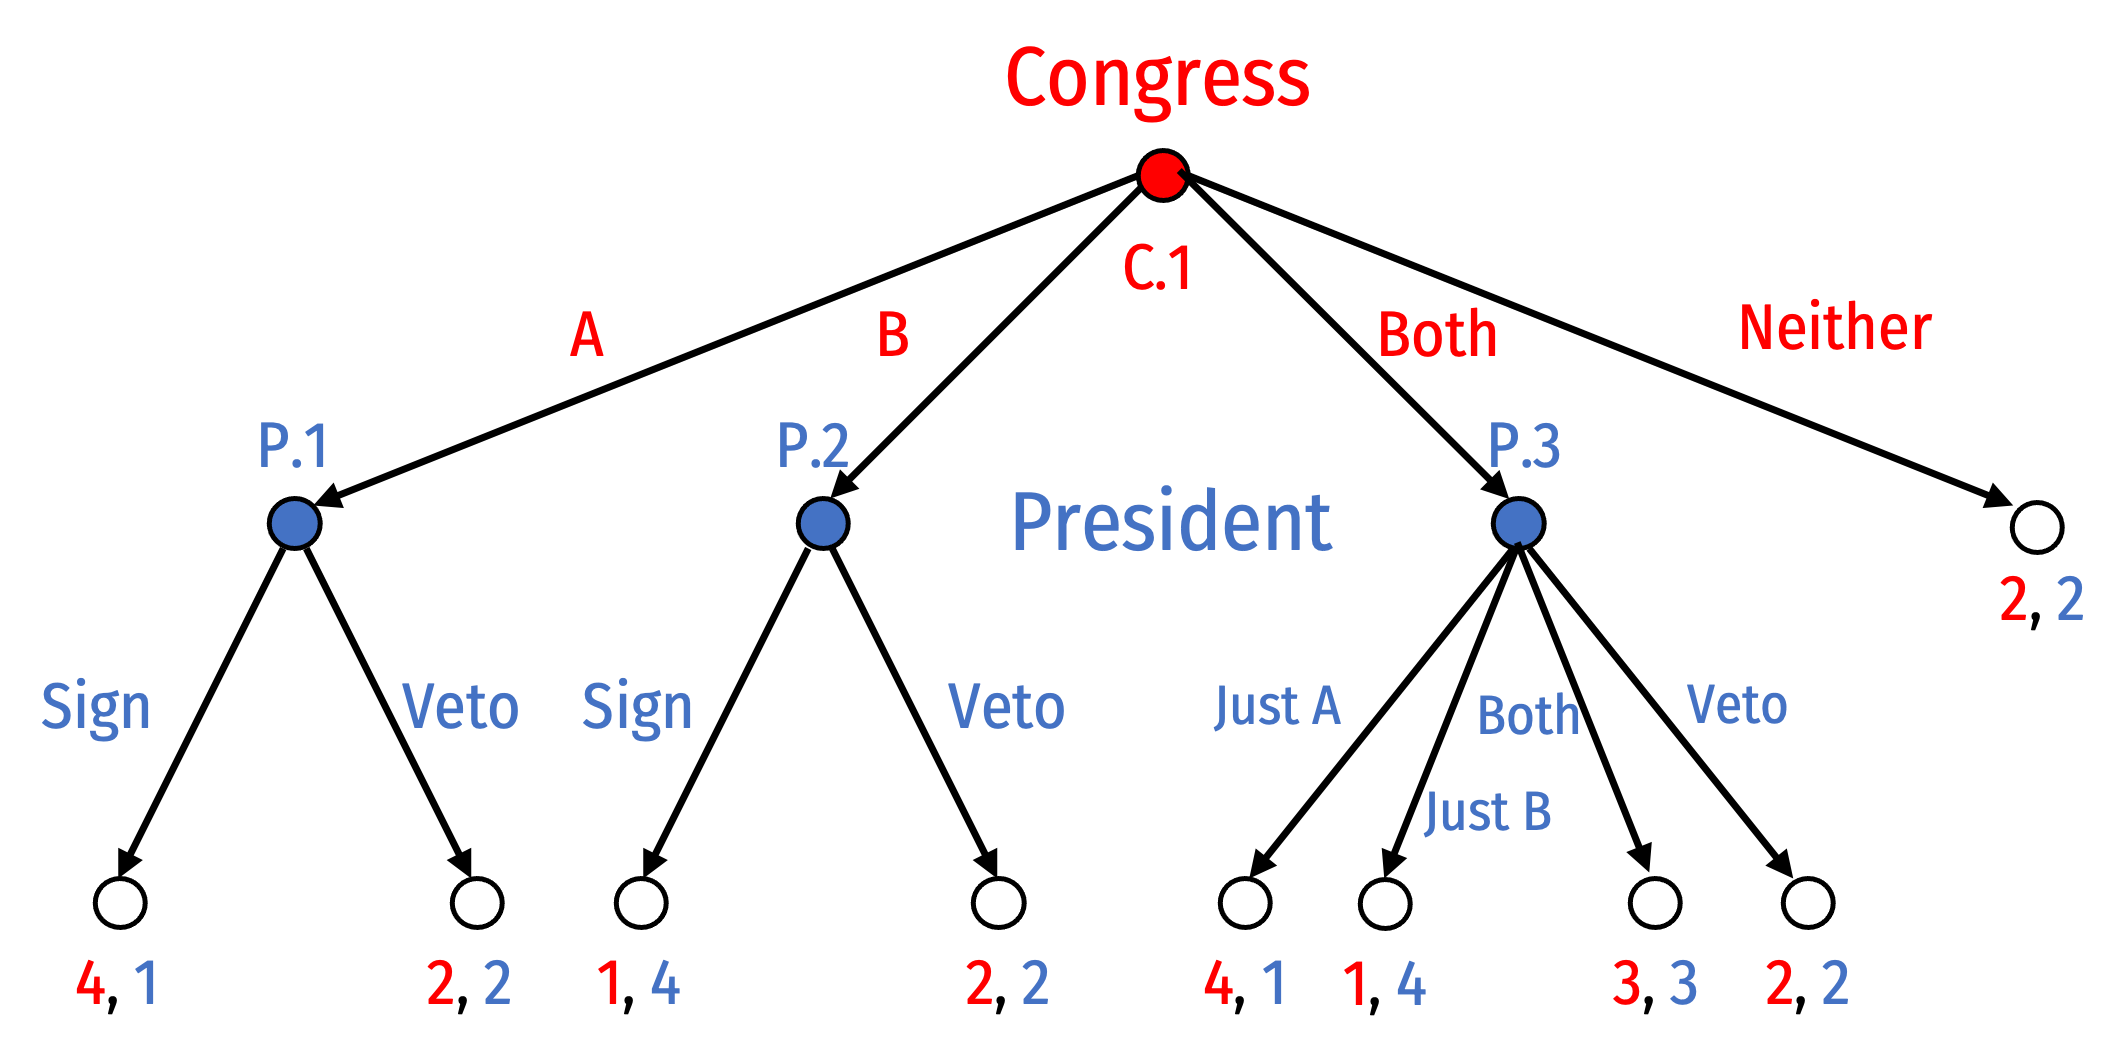 Congress
C.1
A
B
Both
Neither
P.1
P.2
P.3
President
2, 2
Sign
Veto
Sign
Veto
Just A
Just B
Both
Veto
4, 1
2, 2
1, 4
2, 2
4, 1
1, 4
3, 3
2, 2